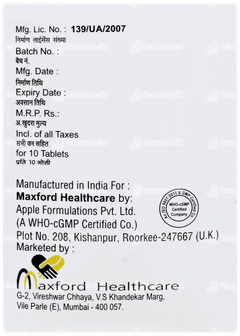 Mfg. Lic. No. : 139/UA/2007
निर्माण लाईसेंस संख्या
Batch No. :
बैच नं.
Mfg. Date :
निर्माण तिथि
Expiry Date :
अवसान तिथि
M.R.P. Rs.:
अ.खुदरा मूल्य
Incl. of all Taxes
सभी कर सहित
for 10 Tablets
प्रति 10 गोली
Manufactured in India For :
Maxford Healthcare by:
Apple Formulations Pvt. Ltd.
(A WHO-cGMP Certified Co.)
Plot No. 208, Kishanpur, Roorkee-247667 (U.K.)
WHO-cGMP
Certified
Company
Marketed by :
Maxford Healthcare
G-2, Vireshwar Chhaya, V.S Khandekar Marg,
Vile Parle (E), Mumbai - 400 057.